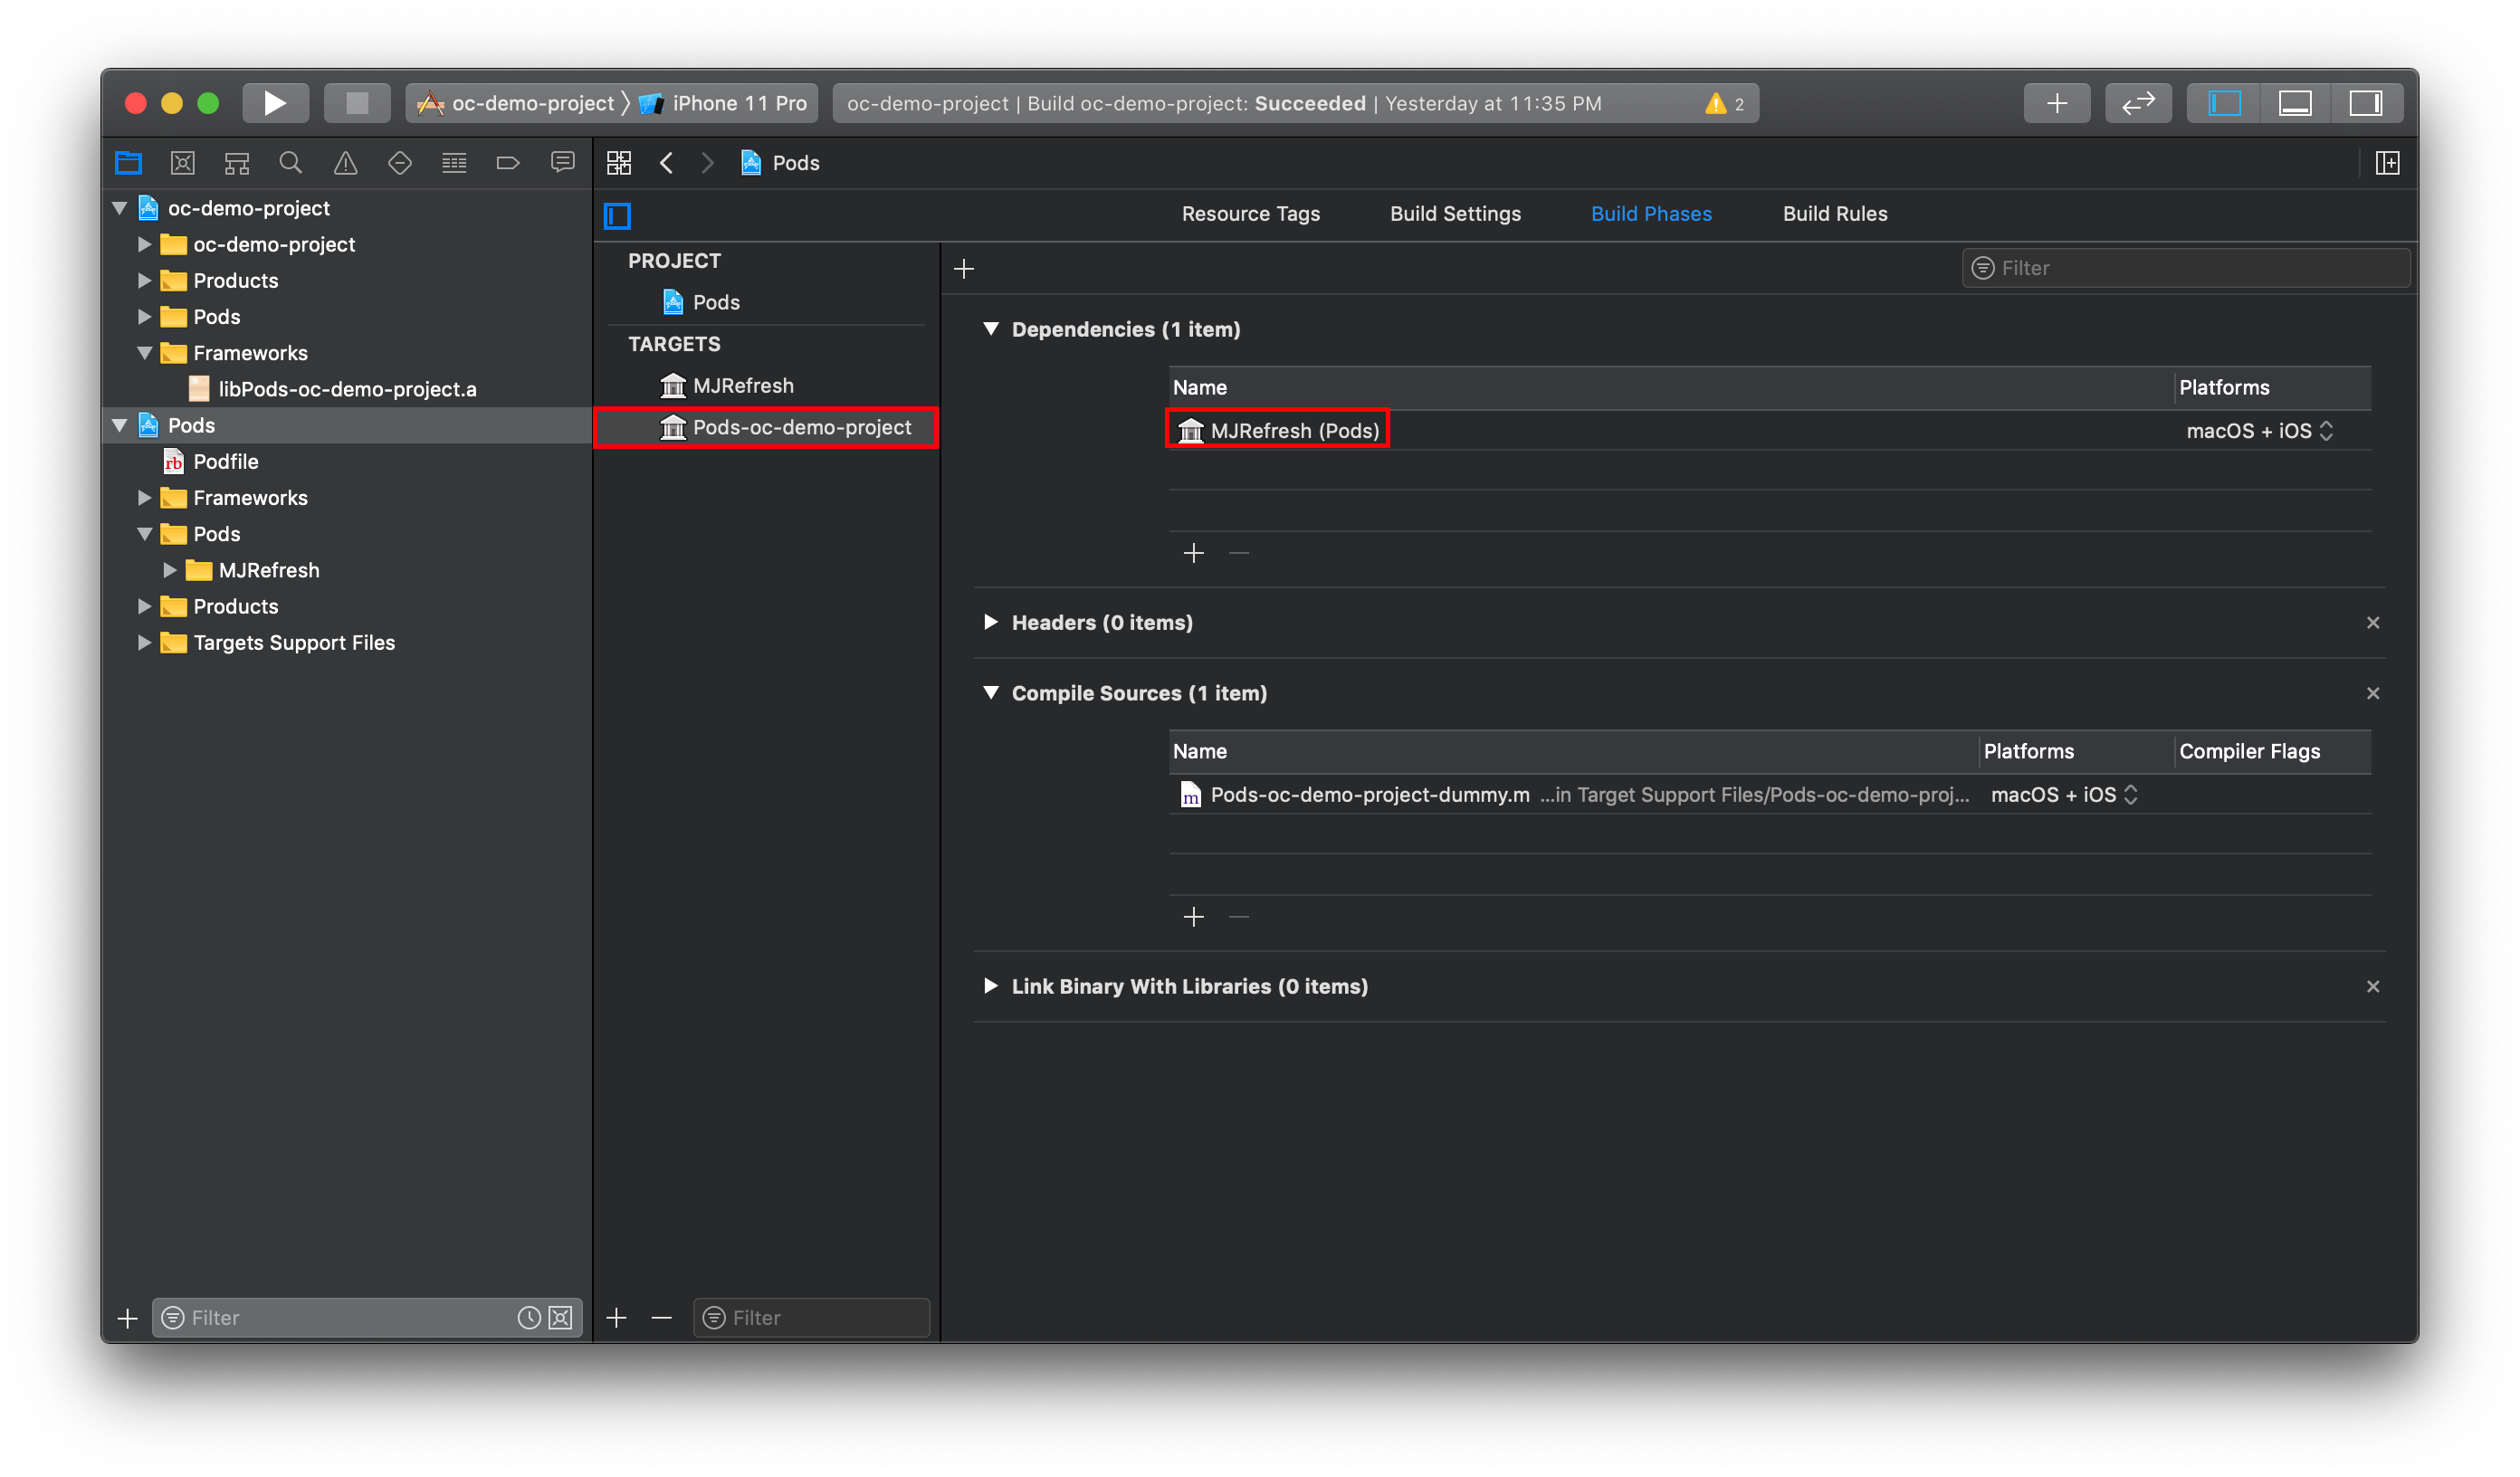 oc-demo-project 〉 iPhone 11 Pro
oc-demo-project | Build oc-demo-project: Succeeded | Yesterday at 11:35 PM
2
Pods
oc-demo-project
oc-demo-project
Products
Pods
Frameworks
libPods-oc-demo-project.a
Pods
rb Podfile
Frameworks
Pods
MJRefresh
Products
Targets Support Files
Filter
Resource Tags
Build Settings
Build Phases
Build Rules
PROJECT
Pods
TARGETS
MJRefresh
Pods-oc-demo-project
Filter
Filter
Dependencies (1 item)
Name Platforms
MJRefresh (Pods) macOS + iOS
Headers (0 items)
Compile Sources (1 item)
Name Platforms Compiler Flags
m Pods-oc-demo-project-dummy.m ...in Target Support Files/Pods-oc-demo-proj... macOS + iOS
Link Binary With Libraries (0 items)